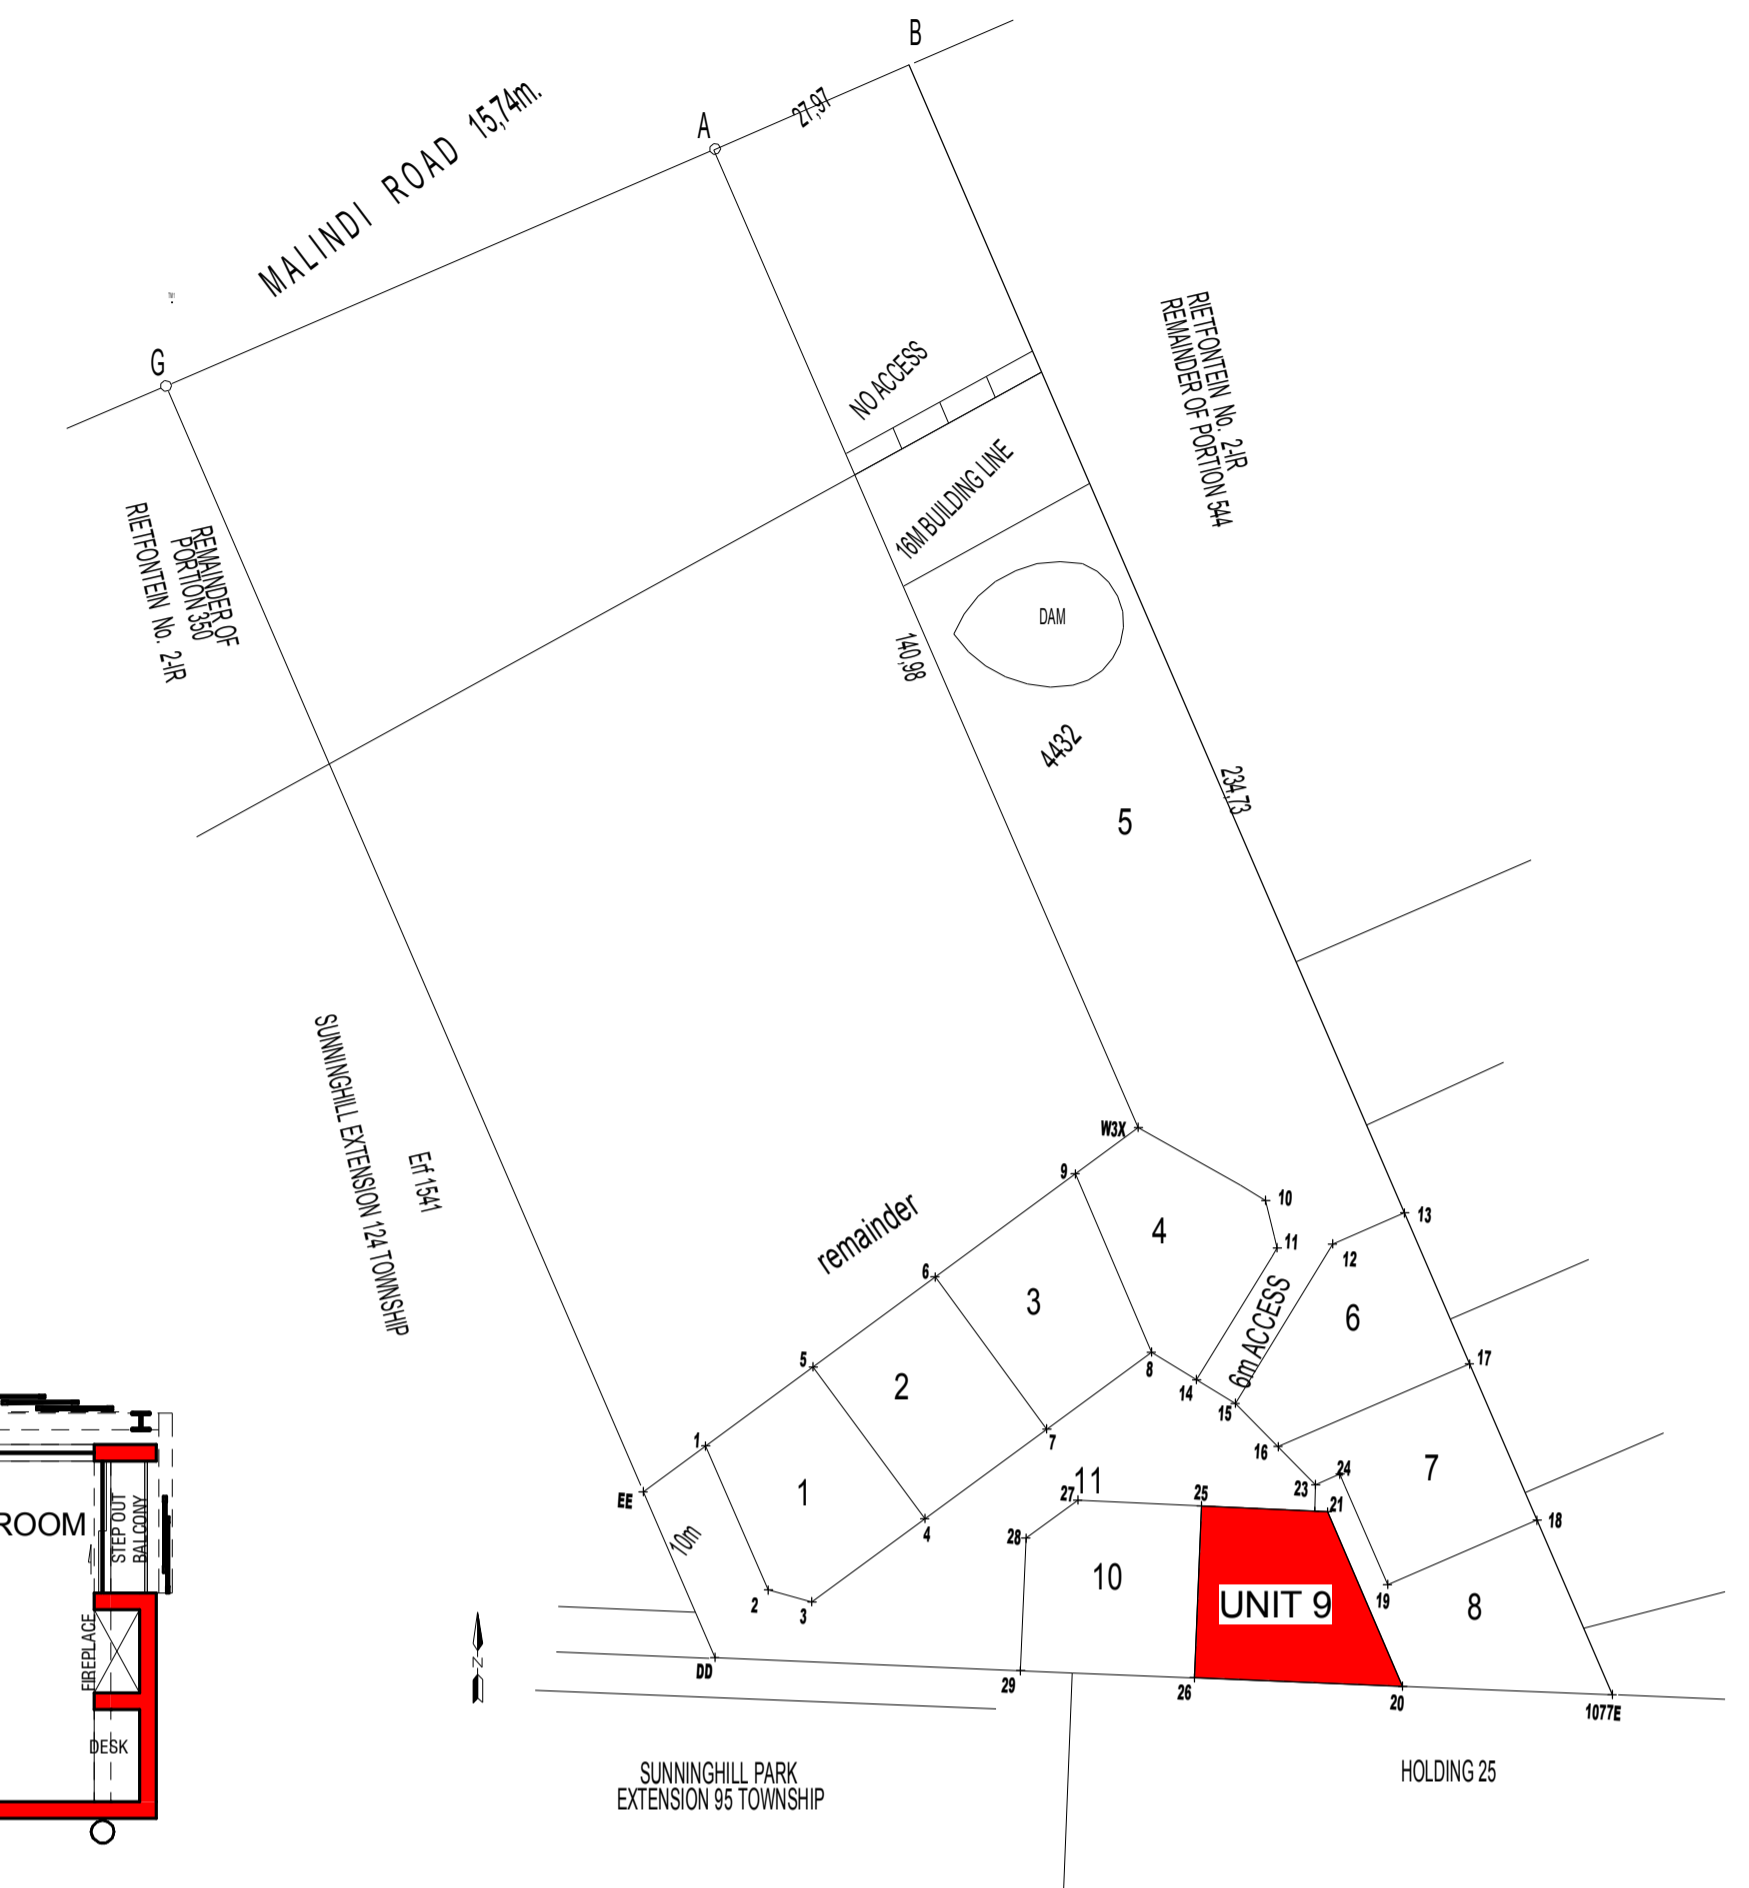 B
27,97
A
MALINDI ROAD 15,74m.
G
NO ACCESS
RIETFONTEIN No. 2-IR
REMAINDER OF PORTION 544
16M BUILDING LINE
REMAINDER OF
PORTION 350
RIETFONTEIN No. 2-IR
DAM
140,98
4432
234,73
5
SUNNINGHILL EXTENSION 124 TOWNSHIP
Erf 1541
W3X
9
10
remainder
4
13
11
12
6
3
6m ACCESS
6
5
8
17
2
14
15
7
1
16
24
7
11
23
EE
1
27
25
21
18
ROOM
STEP OUT
BALCONY
10m
4
28
10
UNIT 9
19
8
2
3
FIREPLACE
N
DD
29
26
20
1077E
DESK
SUNNINGHILL PARK
EXTENSION 95 TOWNSHIP
HOLDING 25